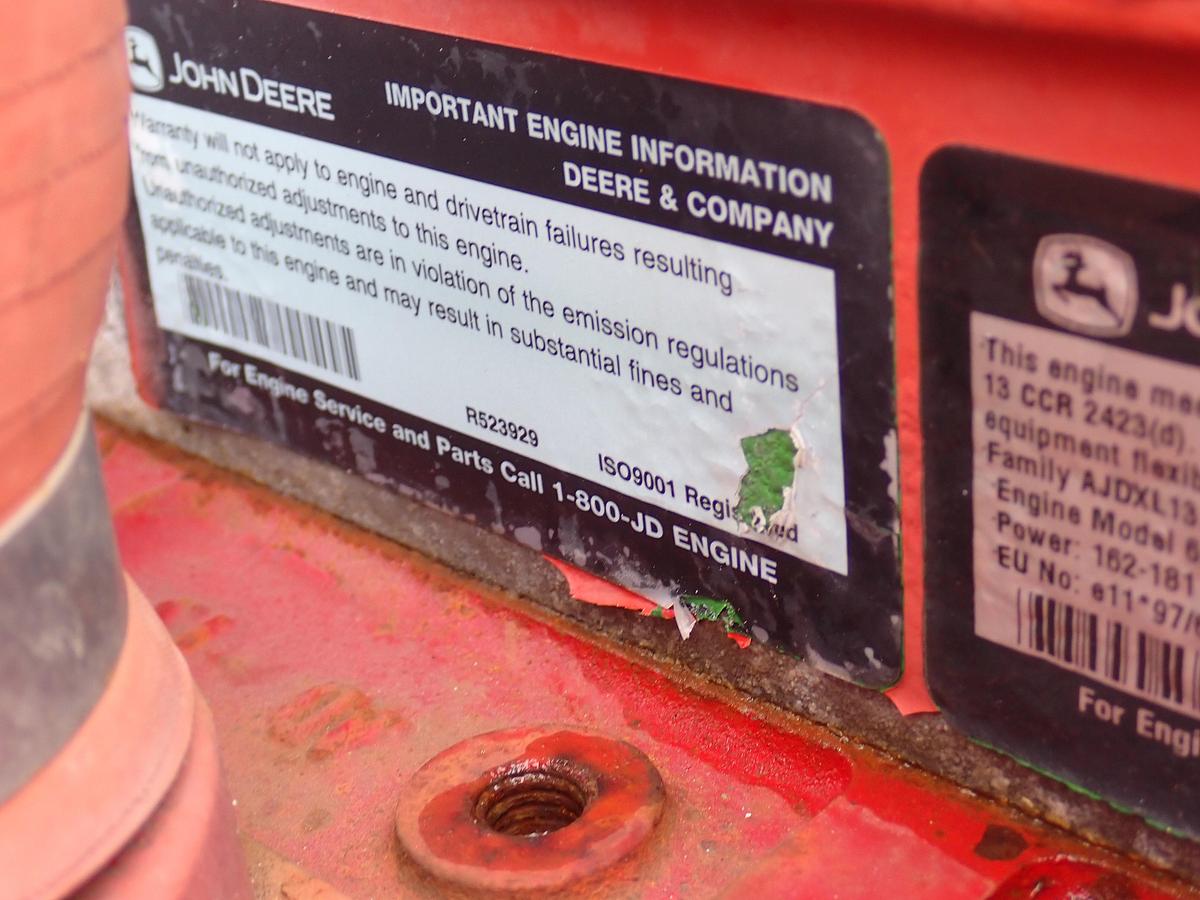 JOHN DEERE
IMPORTANT ENGINE INFORMATION
DEERE & COMPANY
Warranty will not apply to engine and drivetrain failures resulting
from unauthorized adjustments to this engine.
Unauthorized adjustments are in violation of the emission regulations
applicable to this engine and may result in substantial fines and
penalties.
R523929
ISO9001
For Engine Service and Parts Call 1-800-JD ENGINE
This engine
13 CCR 2423(d).
equipment
Family AJDXL13
Engine Model 6
Power: 162-181
EU No: e11*97/
For